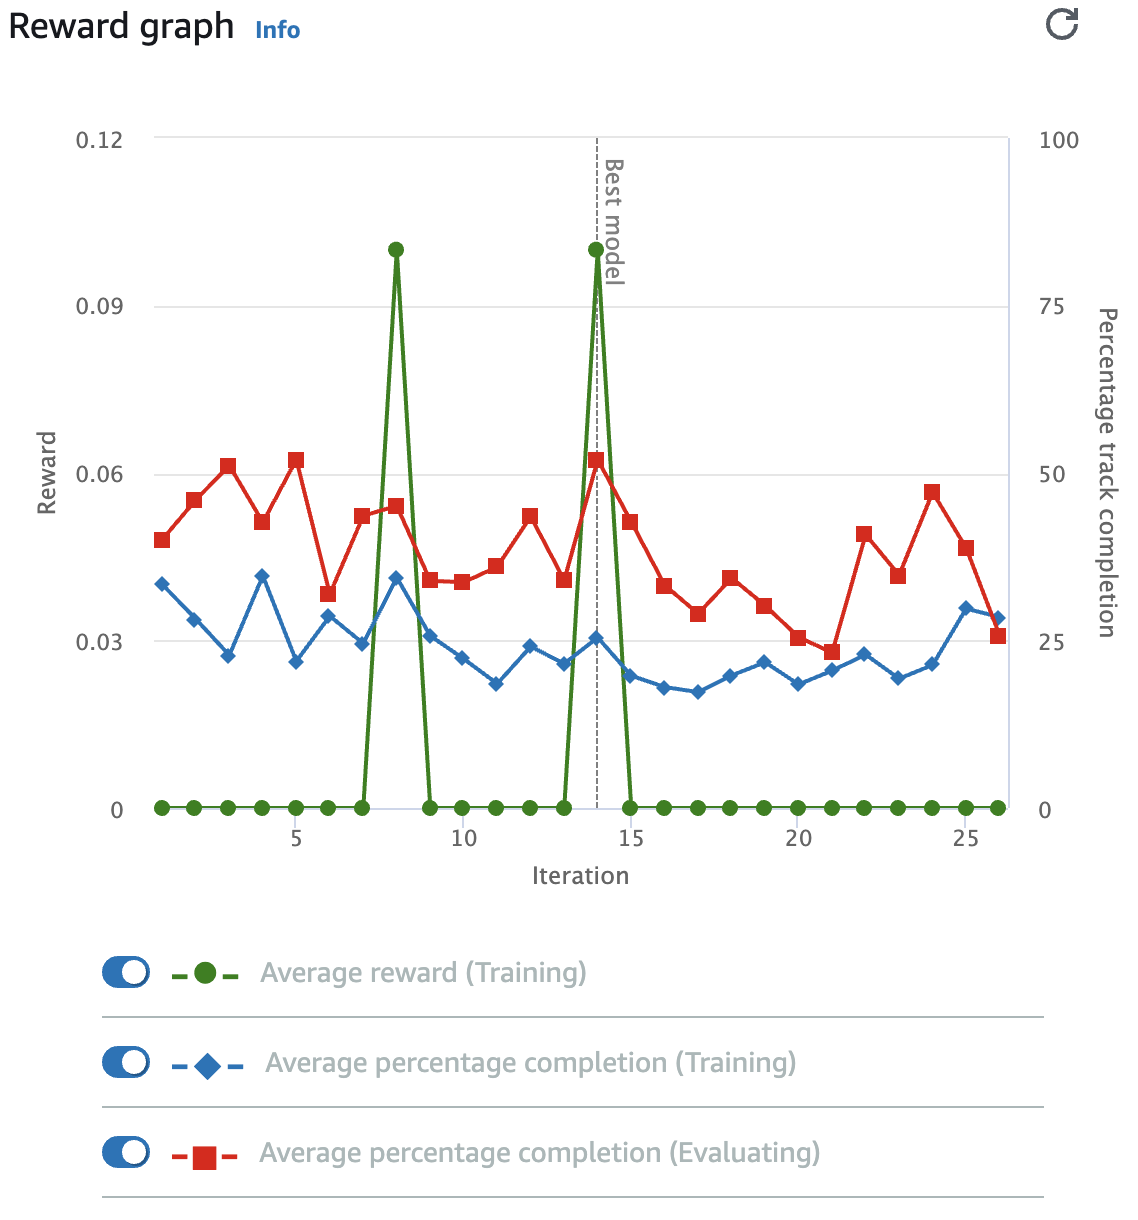 Reward graph Info
0.12
0.09
0.06
0.03
0
Reward
Best model
100
75
50
25
0
Percentage track completion
5 10 15 20 25
Iteration
Average reward (Training)
Average percentage completion (Training)
Average percentage completion (Evaluating)